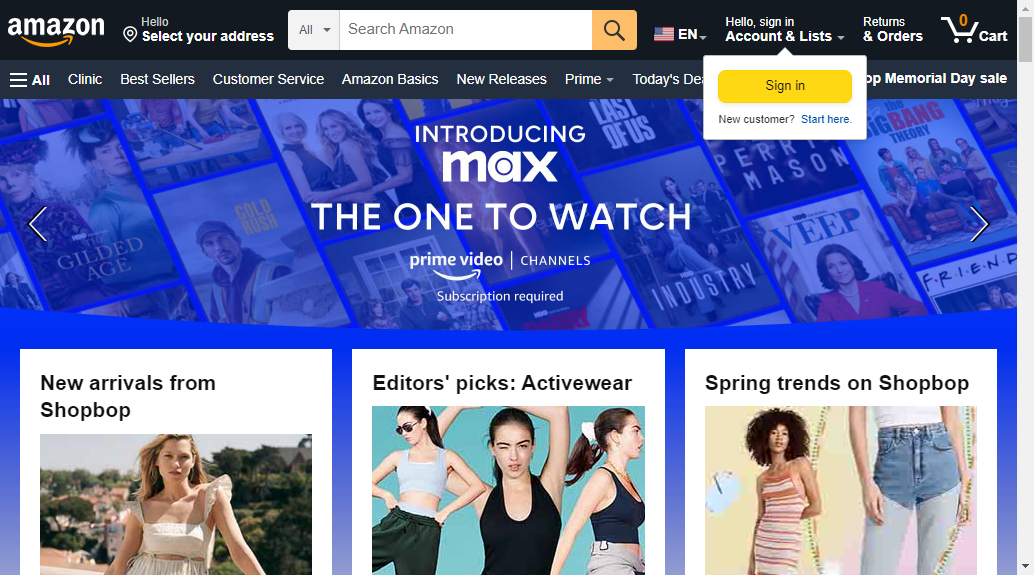 amazon
Hello
Select your address
All
Search Amazon
EN
Hello, sign in
Account & Lists
Returns
& Orders
0
Cart
All
Clinic
Best Sellers
Customer Service
Amazon Basics
New Releases
Prime
Today's Dea
op Memorial Day sale
Sign in
New customer? Start here.
INTRODUCING
max
THE ONE TO WATCH
prime video | CHANNELS
Subscription required
THE
GILDED
AGE
GOLD
RUSH
LAST
OF US
PERRY
MASON
BIG BANG
THEORY
HBO
INDUSTRY
HBO
VEEP
FRIEND
New arrivals from
Shopbop
Editors' picks: Activewear
Spring trends on Shopbop